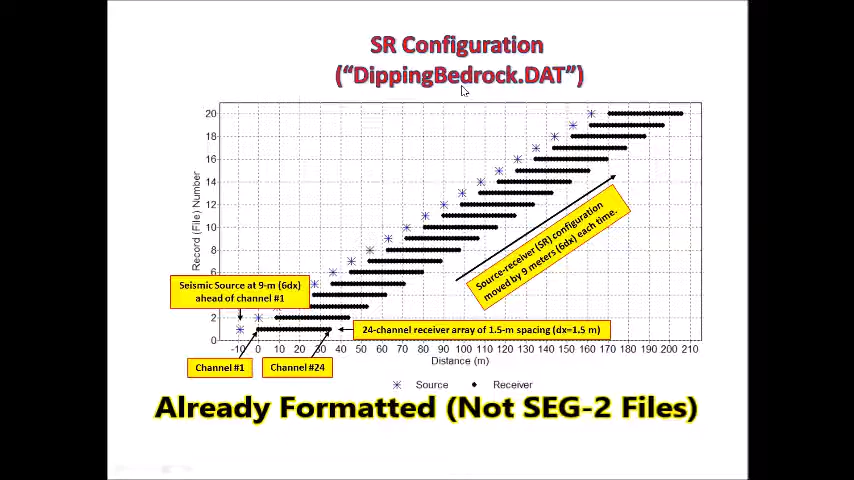 SR Configuration
(“DippingBedrock.DAT”)
20
18
16
14
12
10
8
6
4
2
0
Record (File) Number
Seismic Source at 9-m (6dx)
ahead of channel #1
Source-receiver (SR) configuration
moved by 9 meters (6dx) each time.
24-channel receiver array of 1.5-m spacing (dx=1.5 m)
-10 0 10 20 30 40 50 60 70 80 90 100 110 120 130 140 150 160 170 180 190 200 210
Distance (m)
Channel #1
Channel #24
Source Receiver
Already Formatted (Not SEG-2 Files)